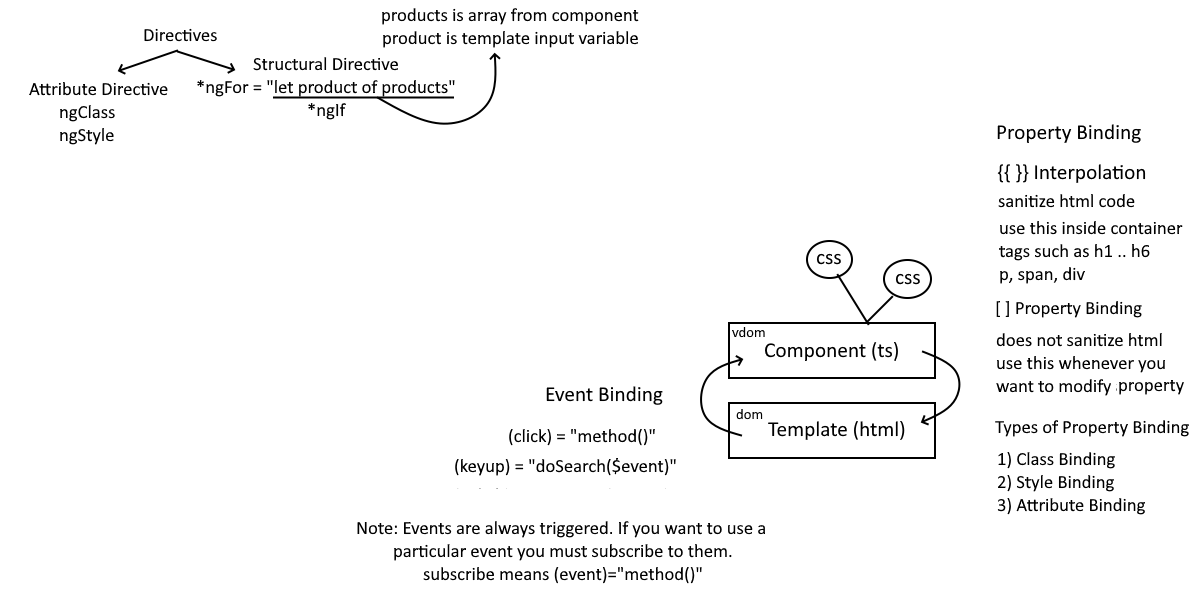 products is array from component
product is template input variable
Directives
Structural Directive
Attribute Directive
*ngFor = "let product of products"
ngClass
*ngIf
ngStyle
Property Binding
{{ }} Interpolation
sanitize html code
use this inside container
tags such as h1 .. h6
p, span, div
[ ] Property Binding
does not sanitize html
use this whenever you
want to modify property
Types of Property Binding
1) Class Binding
2) Style Binding
3) Attribute Binding
css
css
vdom
Component (ts)
dom
Template (html)
Event Binding
(click) = "method()"
(keyup) = "doSearch($event)"
Note: Events are always triggered. If you want to use a
particular event you must subscribe to them.
subscribe means (event)="method()"